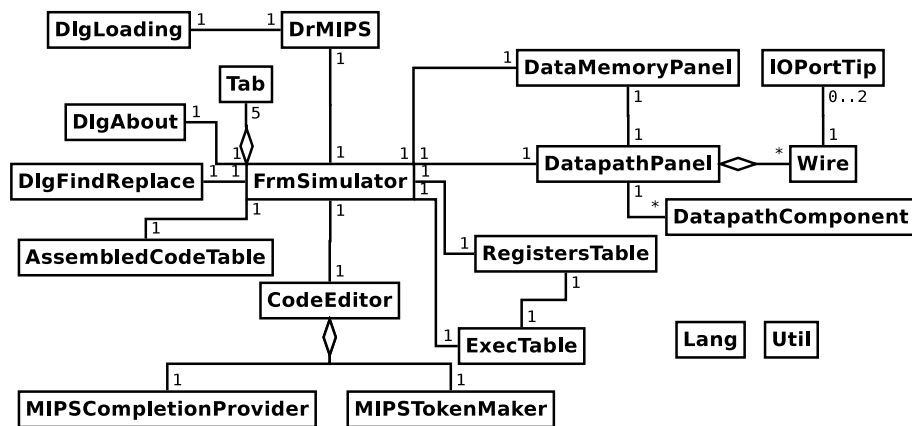 DlgLoading 1 1 DrMIPS
1
1 DataMemoryPanel IOPortTip
Tab
1 0..2
5
DlgAbout 1
1 1
1 1 1 1 1 DatapathPanel * Wire
DlgFindReplace 1 1 FrmSimulator 1
1 1 1 1
* DatapathComponent
1
AssembledCodeTable 1 RegistersTable
1 1
CodeEditor
1
1 ExecTable Lang Util
1 1
MIPSCompletionProvider MIPSTokenMaker